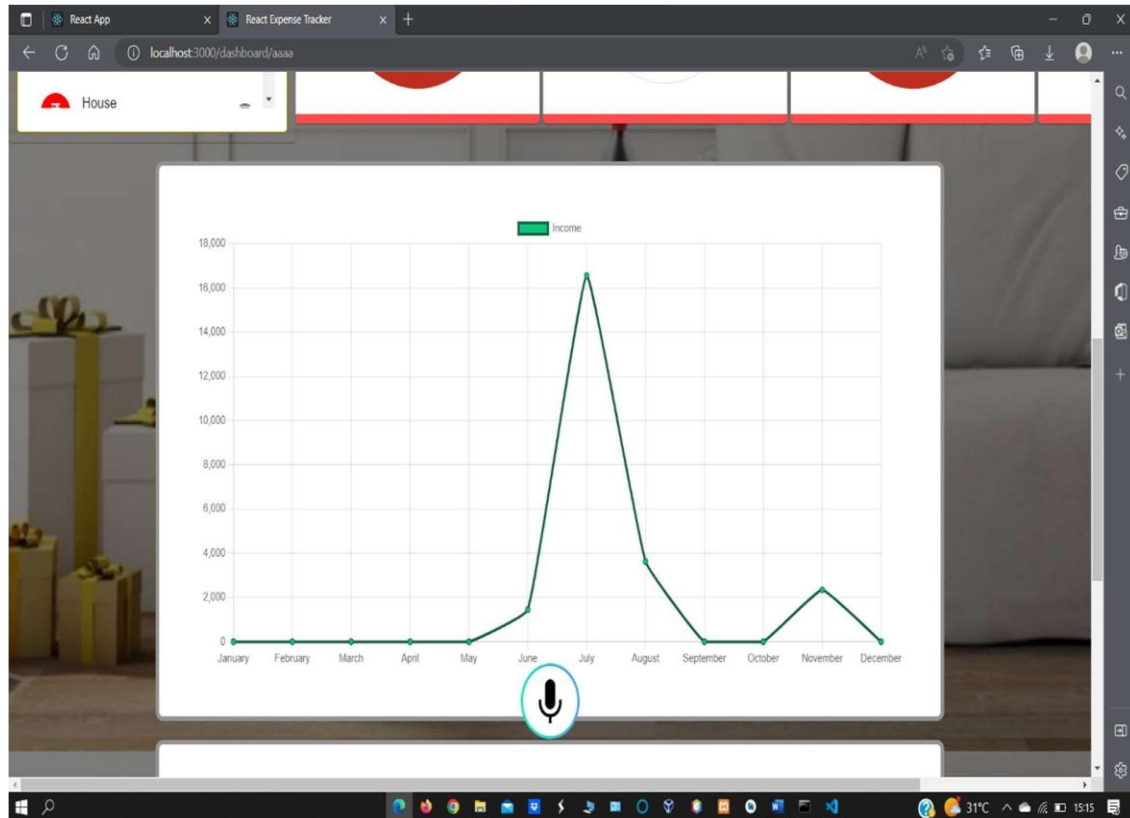 React App
React Expense Tracker
localhost:3000/dashboard/aaaa
House
Income
18,000
16,000
14,000
12,000
10,000
8,000
6,000
4,000
2,000
0
January February March April May June July August September October November December
31°C 15:15